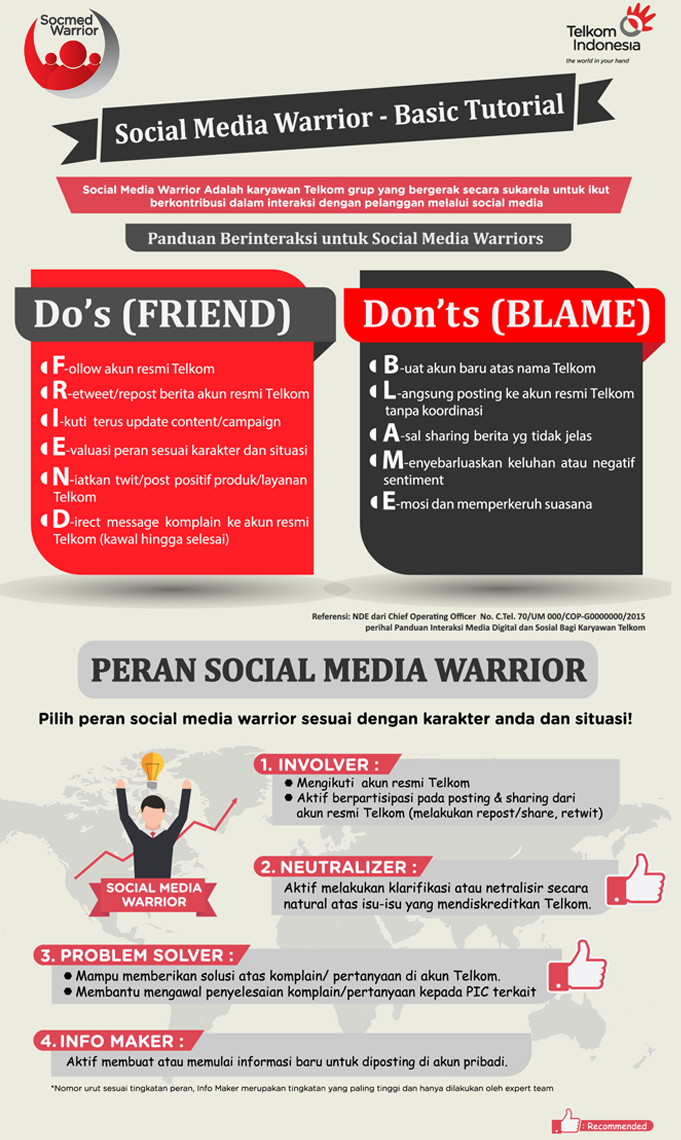 Socmed
Warrior
Telkom
Indonesia
the world in your hand
Social Media Warrior - Basic Tutorial
Social Media Warrior Adalah karyawan Telkom grup yang bergerak secara sukarela untuk ikut
berkontribusi dalam interaksi dengan pelanggan melalui social media
Panduan Berinteraksi untuk Social Media Warriors
Do's (FRIEND)
F-ollow akun resmi Telkom
R-etweet/repost berita akun resmi Telkom
I-kuti terus update content/campaign
E-valuasi peran sesuai karakter dan situasi
N-iatkan twit/post positif produk/layanan
Telkom
D-irect message komplain ke akun resmi
Telkom (kawal hingga selesai)
Don'ts (BLAME)
B-uat akun baru atas nama Telkom
L-angsung posting ke akun resmi Telkom
tanpa koordinasi
A-sal sharing berita yg tidak jelas
M-enyebarluaskan keluhan atau negatif
sentiment
E-mosi dan memperkeruh suasana
Referensi: NDE dari Chief Operating Officer No. C.Tel. 70/UM 000/COP-G0000000/2015
perihal Panduan Interaksi Media Digital dan Sosial Bagi Karyawan Telkom
PERAN SOCIAL MEDIA WARRIOR
Pilih peran social media warrior sesuai dengan karakter anda dan situasi!
SOCIAL MEDIA
WARRIOR
1. INVOLVER :
Mengikuti akun resmi Telkom
Aktif berpartisipasi pada posting & sharing dari
akun resmi Telkom (melakukan repost/share, retwit)
2. NEUTRALIZER :
Aktif melakukan klarifikasi atau netralisir secara
natural atas isu-isu yang mendiskreditkan Telkom.
3. PROBLEM SOLVER :
Mampu memberikan solusi atas komplain/ pertanyaan di akun Telkom.
Membantu mengawal penyelesaian komplain/pertanyaan kepada PIC terkait
4. INFO MAKER :
Aktif membuat atau memulai informasi baru untuk diposting di akun pribadi.
*Nomor urut sesuai tingkatan peran, Info Maker merupakan tingkatan yang paling tinggi dan hanya dilakukan oleh expert team
: Recommended